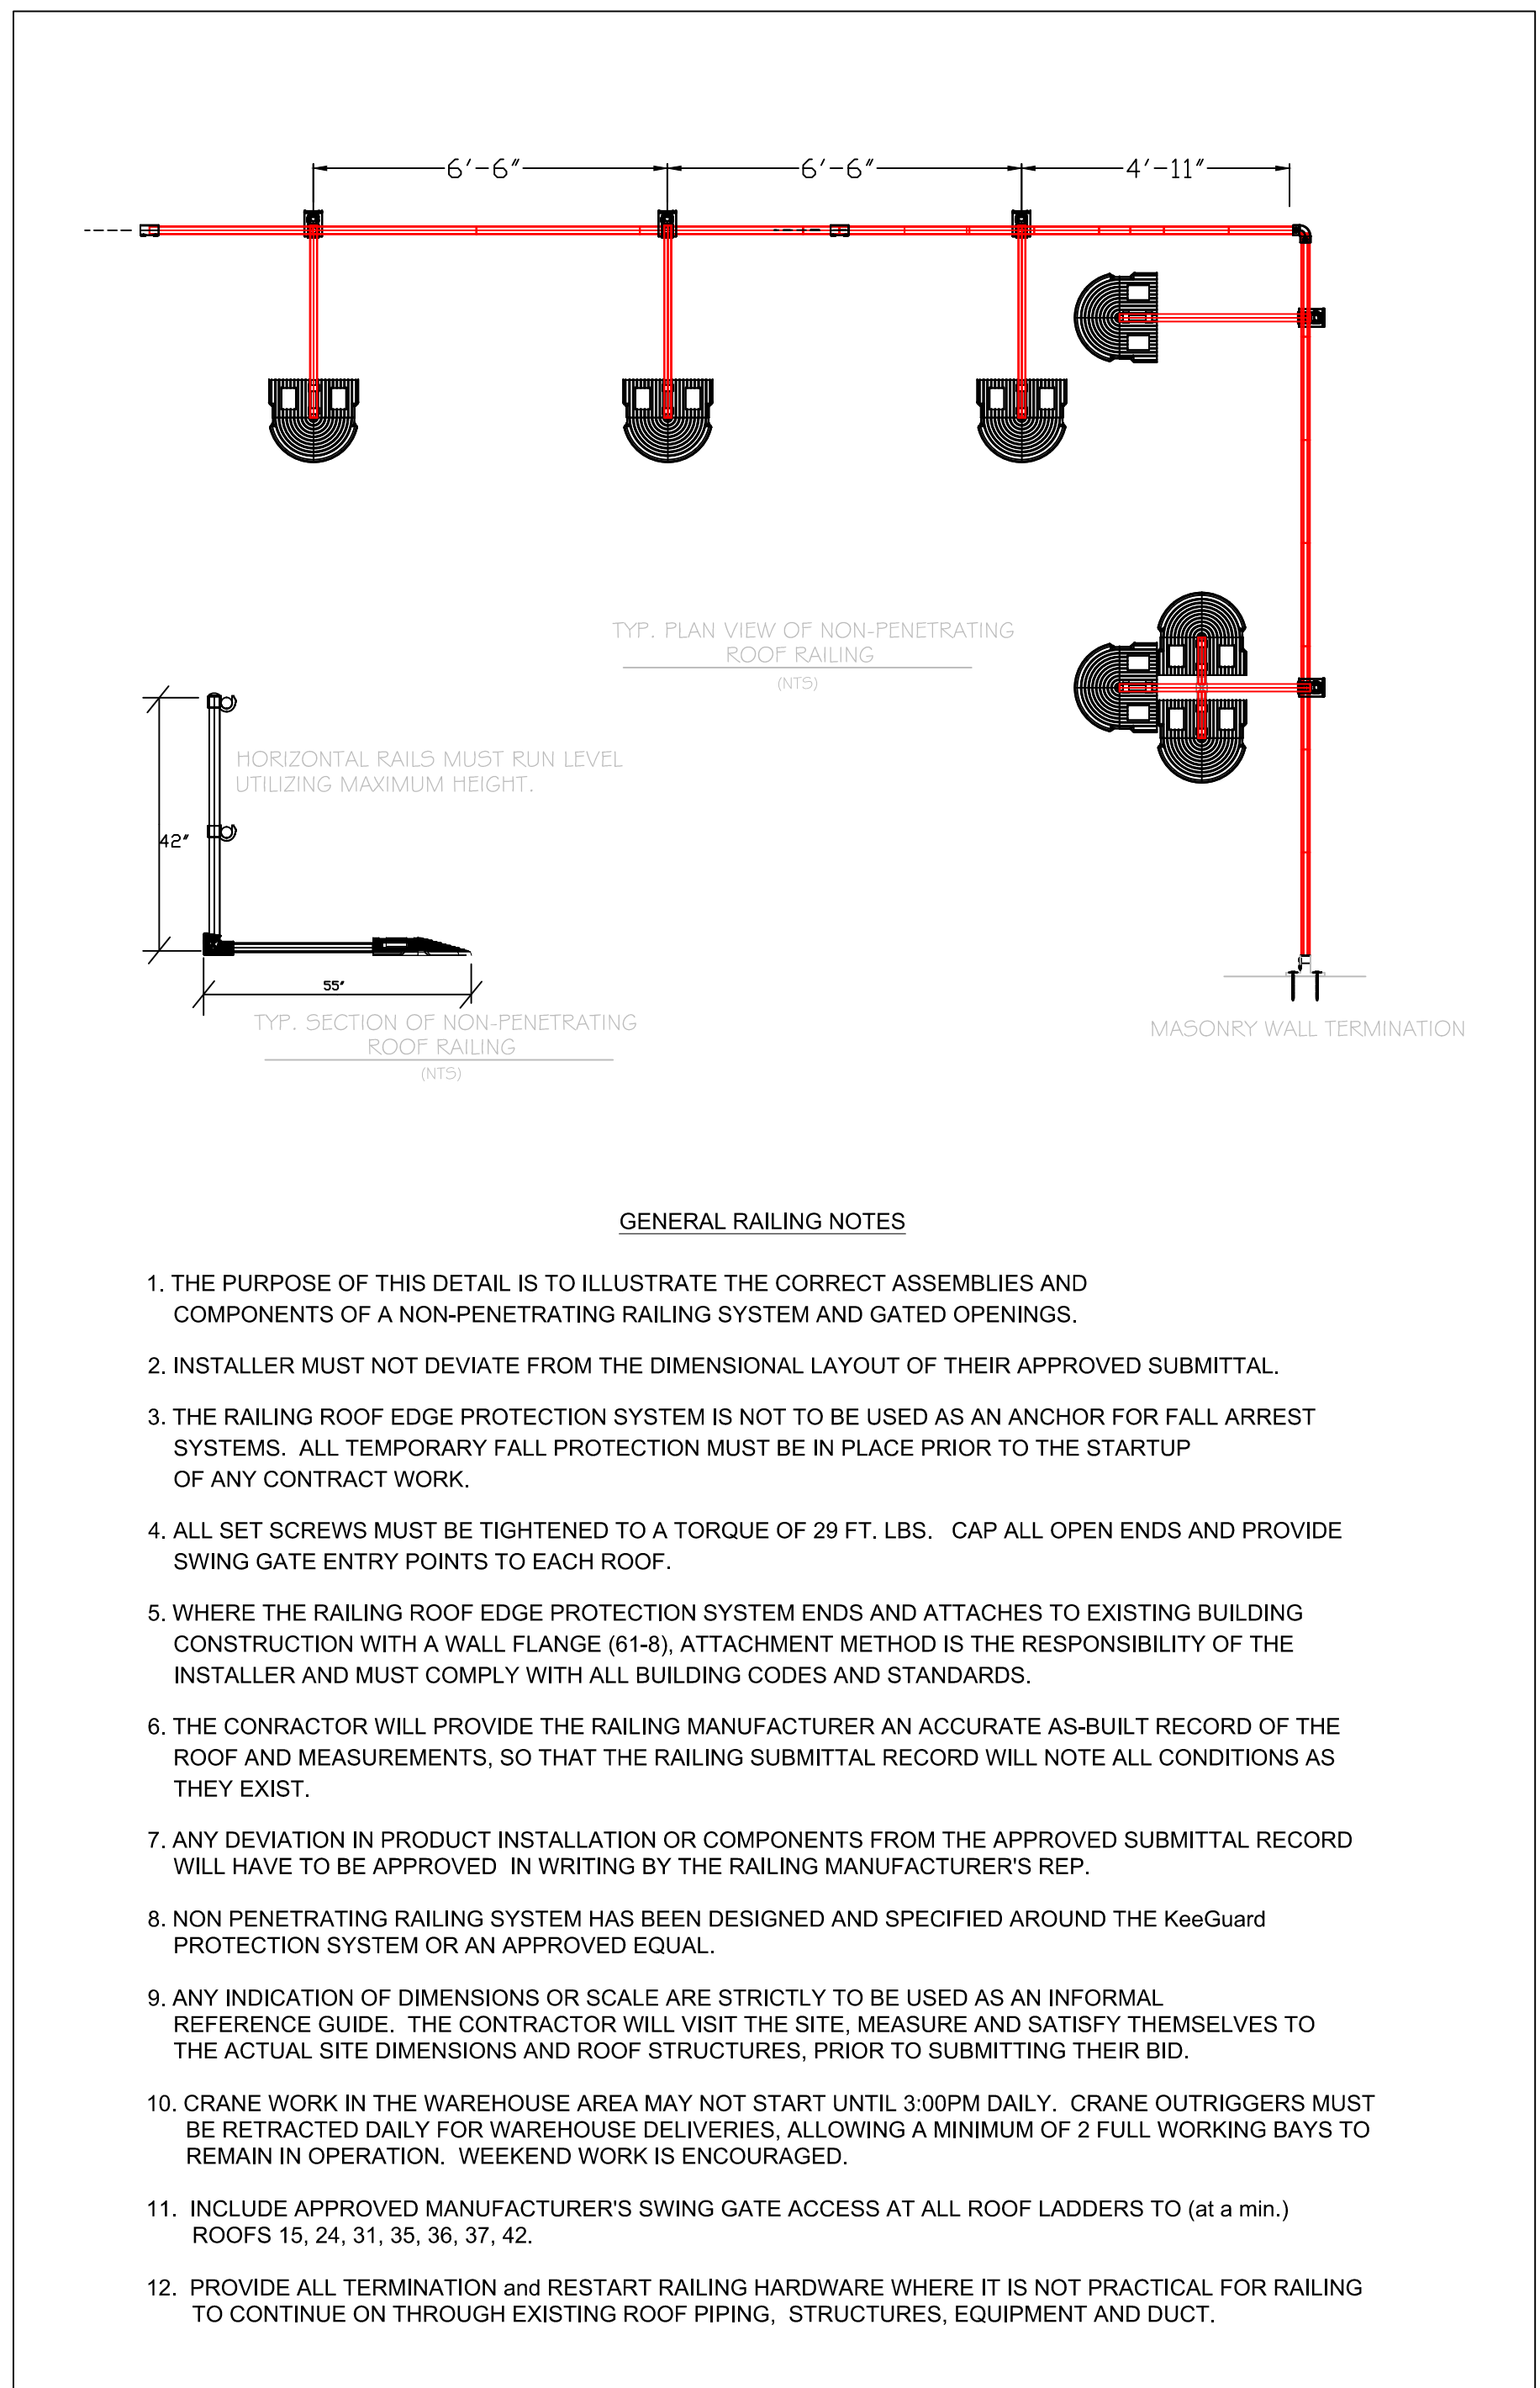 6'-6"
6'-6"
4'-11"
TYP. PLAN VIEW OF NON-PENETRATING
ROOF RAILING
(NTS)
HORIZONTAL RAILS MUST RUN LEVEL
UTILIZING MAXIMUM HEIGHT.
42"
55"
TYP. SECTION OF NON-PENETRATING
ROOF RAILING
(NTS)
MASONRY WALL TERMINATION
GENERAL RAILING NOTES
1. THE PURPOSE OF THIS DETAIL IS TO ILLUSTRATE THE CORRECT ASSEMBLIES AND
COMPONENTS OF A NON-PENETRATING RAILING SYSTEM AND GATED OPENINGS.
2. INSTALLER MUST NOT DEVIATE FROM THE DIMENSIONAL LAYOUT OF THEIR APPROVED SUBMITTAL.
3. THE RAILING ROOF EDGE PROTECTION SYSTEM IS NOT TO BE USED AS AN ANCHOR FOR FALL ARREST
SYSTEMS.  ALL TEMPORARY FALL PROTECTION MUST BE IN PLACE PRIOR TO THE STARTUP
OF ANY CONTRACT WORK.
4. ALL SET SCREWS MUST BE TIGHTENED TO A TORQUE OF 29 FT. LBS.   CAP ALL OPEN ENDS AND PROVIDE
SWING GATE ENTRY POINTS TO EACH ROOF.
5. WHERE THE RAILING ROOF EDGE PROTECTION SYSTEM ENDS AND ATTACHES TO EXISTING BUILDING
CONSTRUCTION WITH A WALL FLANGE (61-8), ATTACHMENT METHOD IS THE RESPONSIBILITY OF THE
INSTALLER AND MUST COMPLY WITH ALL BUILDING CODES AND STANDARDS.
6. THE CONRACTOR WILL PROVIDE THE RAILING MANUFACTURER AN ACCURATE AS-BUILT RECORD OF THE
ROOF AND MEASUREMENTS, SO THAT THE RAILING SUBMITTAL RECORD WILL NOTE ALL CONDITIONS AS
THEY EXIST.
7. ANY DEVIATION IN PRODUCT INSTALLATION OR COMPONENTS FROM THE APPROVED SUBMITTAL RECORD
WILL HAVE TO BE APPROVED  IN WRITING BY THE RAILING MANUFACTURER'S REP.
8. NON PENETRATING RAILING SYSTEM HAS BEEN DESIGNED AND SPECIFIED AROUND THE KeeGuard
PROTECTION SYSTEM OR AN APPROVED EQUAL.
9. ANY INDICATION OF DIMENSIONS OR SCALE ARE STRICTLY TO BE USED AS AN INFORMAL
REFERENCE GUIDE.  THE CONTRACTOR WILL VISIT THE SITE, MEASURE AND SATISFY THEMSELVES TO
THE ACTUAL SITE DIMENSIONS AND ROOF STRUCTURES, PRIOR TO SUBMITTING THEIR BID.
10. CRANE WORK IN THE WAREHOUSE AREA MAY NOT START UNTIL 3:00PM DAILY.  CRANE OUTRIGGERS MUST
BE RETRACTED DAILY FOR WAREHOUSE DELIVERIES, ALLOWING A MINIMUM OF 2 FULL WORKING BAYS TO
REMAIN IN OPERATION.  WEEKEND WORK IS ENCOURAGED.
11.  INCLUDE APPROVED MANUFACTURER'S SWING GATE ACCESS AT ALL ROOF LADDERS TO (at a min.)
ROOFS 15, 24, 31, 35, 36, 37, 42.
12.  PROVIDE ALL TERMINATION and RESTART RAILING HARDWARE WHERE IT IS NOT PRACTICAL FOR RAILING
TO CONTINUE ON THROUGH EXISTING ROOF PIPING,  STRUCTURES, EQUIPMENT AND DUCT.